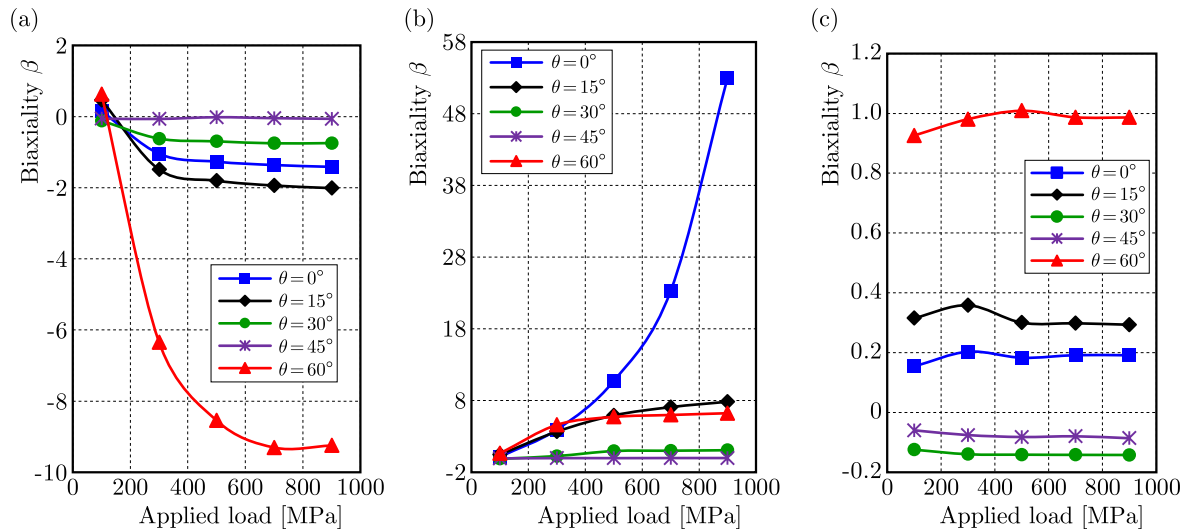 (a)
Biaxiality β
2
0
-2
-4
-6
-8
-10
0 200 400 600 800 1000
Applied load [MPa]
θ = 0°
θ = 15°
θ = 30°
θ = 45°
θ = 60°
(b)
Biaxiality β
58
48
38
28
18
8
-2
0 200 400 600 800 1000
Applied load [MPa]
θ = 0°
θ = 15°
θ = 30°
θ = 45°
θ = 60°
(c)
Biaxiality β
1.2
1.0
0.8
0.6
0.4
0.2
0
-0.2
0 200 400 600 800 1000
Applied load [MPa]
θ = 0°
θ = 15°
θ = 30°
θ = 45°
θ = 60°